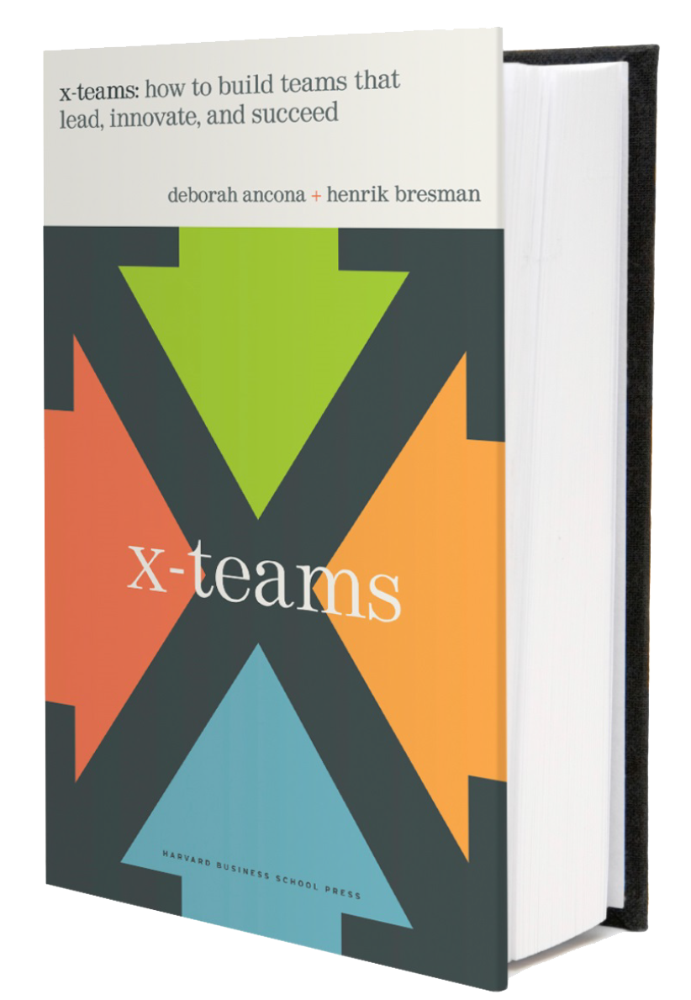 x-teams: how to build teams that
lead, innovate, and succeed
deborah ancona + henrik bresman
x-teams
HARVARD BUSINESS SCHOOL PRESS